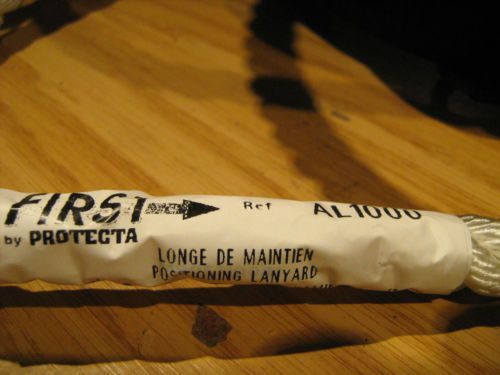 FIRST Ref AL1000
by PROTECTA
LONGE DE MAINTIEN
POSITIONING LANYARD